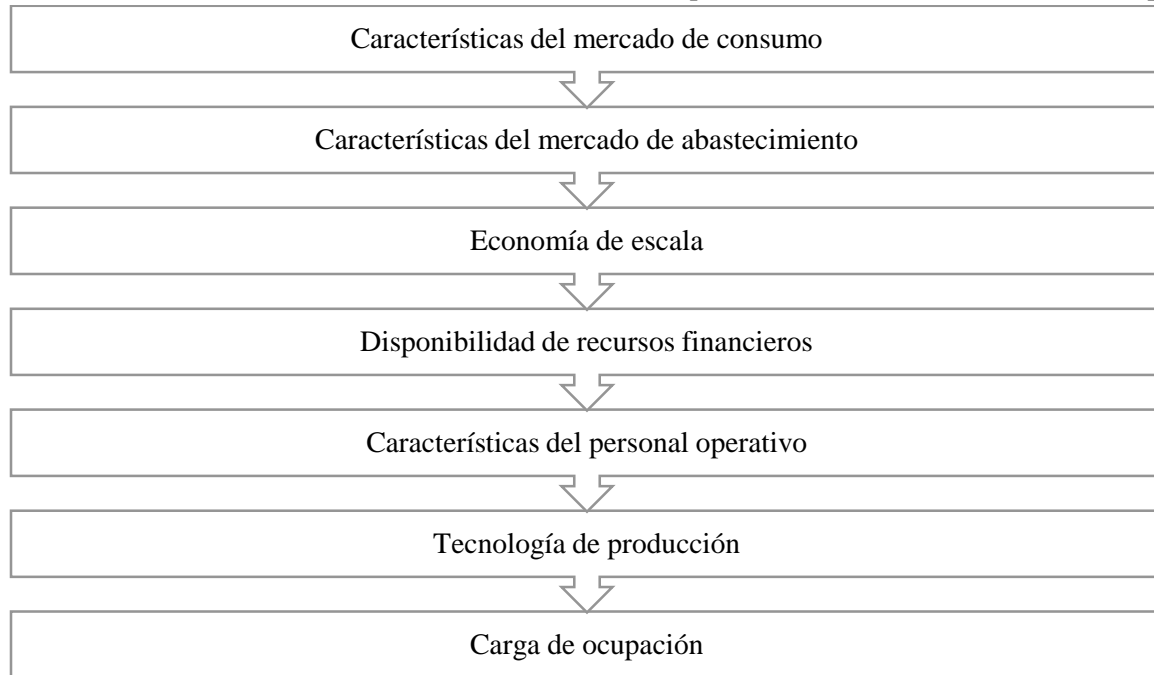 Características del mercado de consumo
Características del mercado de abastecimiento
Economía de escala
Disponibilidad de recursos financieros
Características del personal operativo
Tecnología de producción
Carga de ocupación